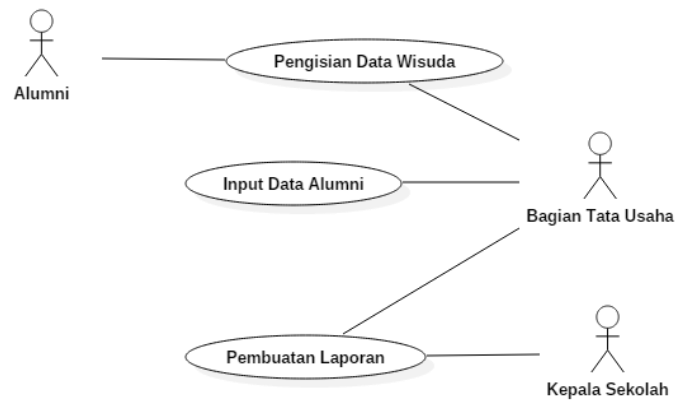 Alumni
Pengisian Data Wisuda
Input Data Alumni
Bagian Tata Usaha
Pembuatan Laporan
Kepala Sekolah